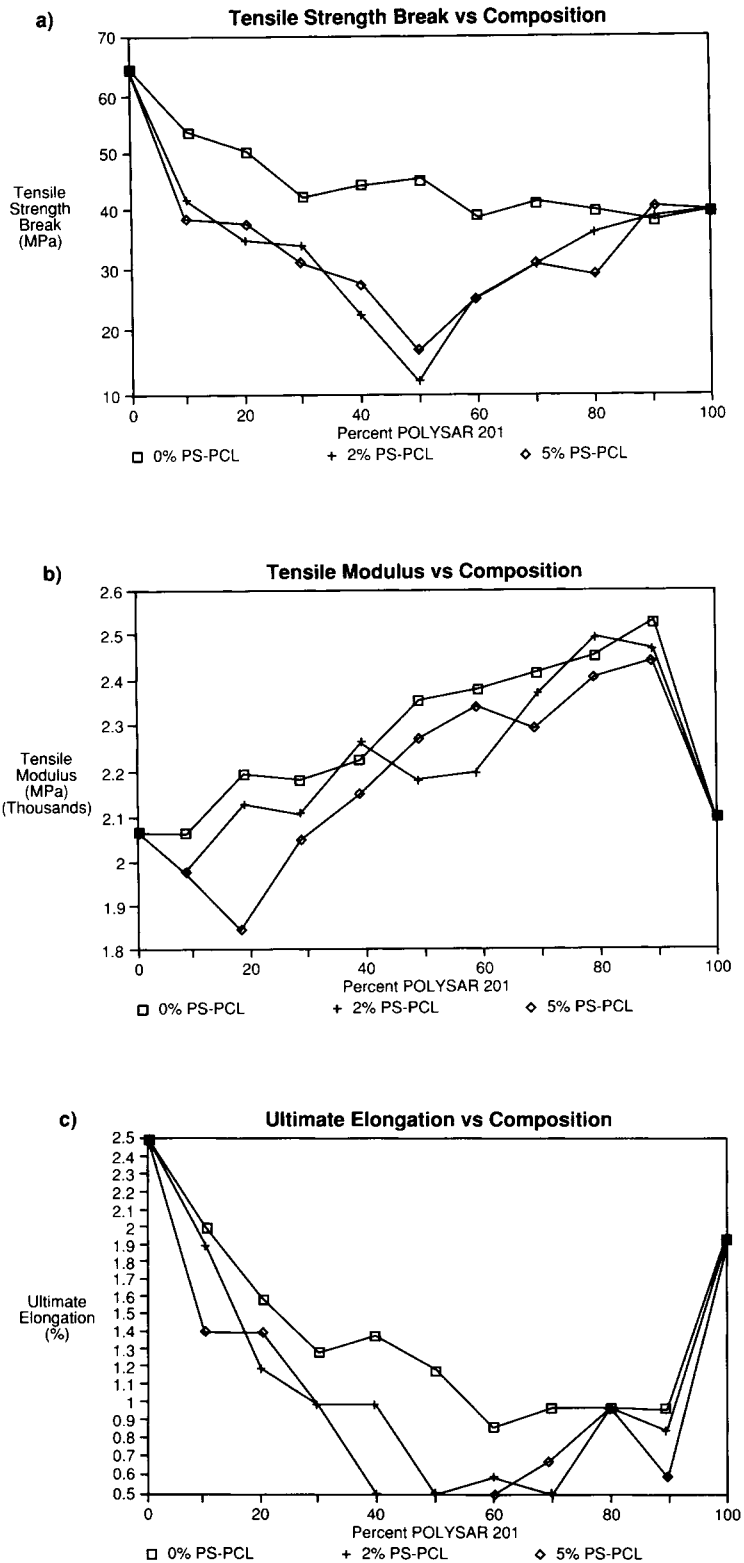 a)
Tensile Strength Break vs Composition
70
60
50
40
30
20
10
Tensile
Strength
Break
(MPa)
0 20 40 60 80 100
Percent POLYSAR 201
0% PS-PCL 2% PS-PCL 5% PS-PCL
b)
Tensile Modulus vs Composition
2.6
2.5
2.4
2.3
2.2
2.1
2
1.9
1.8
Tensile
Modulus
(MPa)
(Thousands)
0 20 40 60 80 100
Percent POLYSAR 201
0% PS-PCL 2% PS-PCL 5% PS-PCL
c)
Ultimate Elongation vs Composition
2.5
2.4
2.3
2.2
2.1
2
1.9
1.8
1.7
1.6
1.5
1.4
1.3
1.2
1.1
1
0.9
0.8
0.7
0.6
0.5
Ultimate
Elongation
(%)
0 20 40 60 80 100
Percent POLYSAR 201
0% PS-PCL 2% PS-PCL 5% PS-PCL